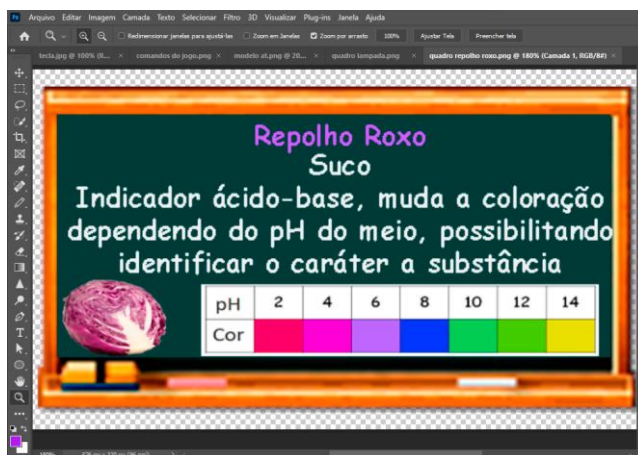 Ps Arquivo Editar Imagem Camada Texto Selecionar Filtro 3D Visualizar Plug-ins Janela Ajuda
Redimensionar janelas para ajustá-las Zoom em Janelas Zoom por arrasto 100% Ajustar Tela Preencher tela
tecla.jpg @ 100% (R... × comandos do jogo.png × modelo at.png @ 20... × quadro lampada.png × quadro repolho roxo.png @ 180% (Camada 1, RGB/8#) ×
Repolho Roxo
Suco
Indicador ácido-base, muda a coloração
dependendo do pH do meio, possibilitando
identificar o caráter a substância
pH 2 4 6 8 10 12 14
Cor